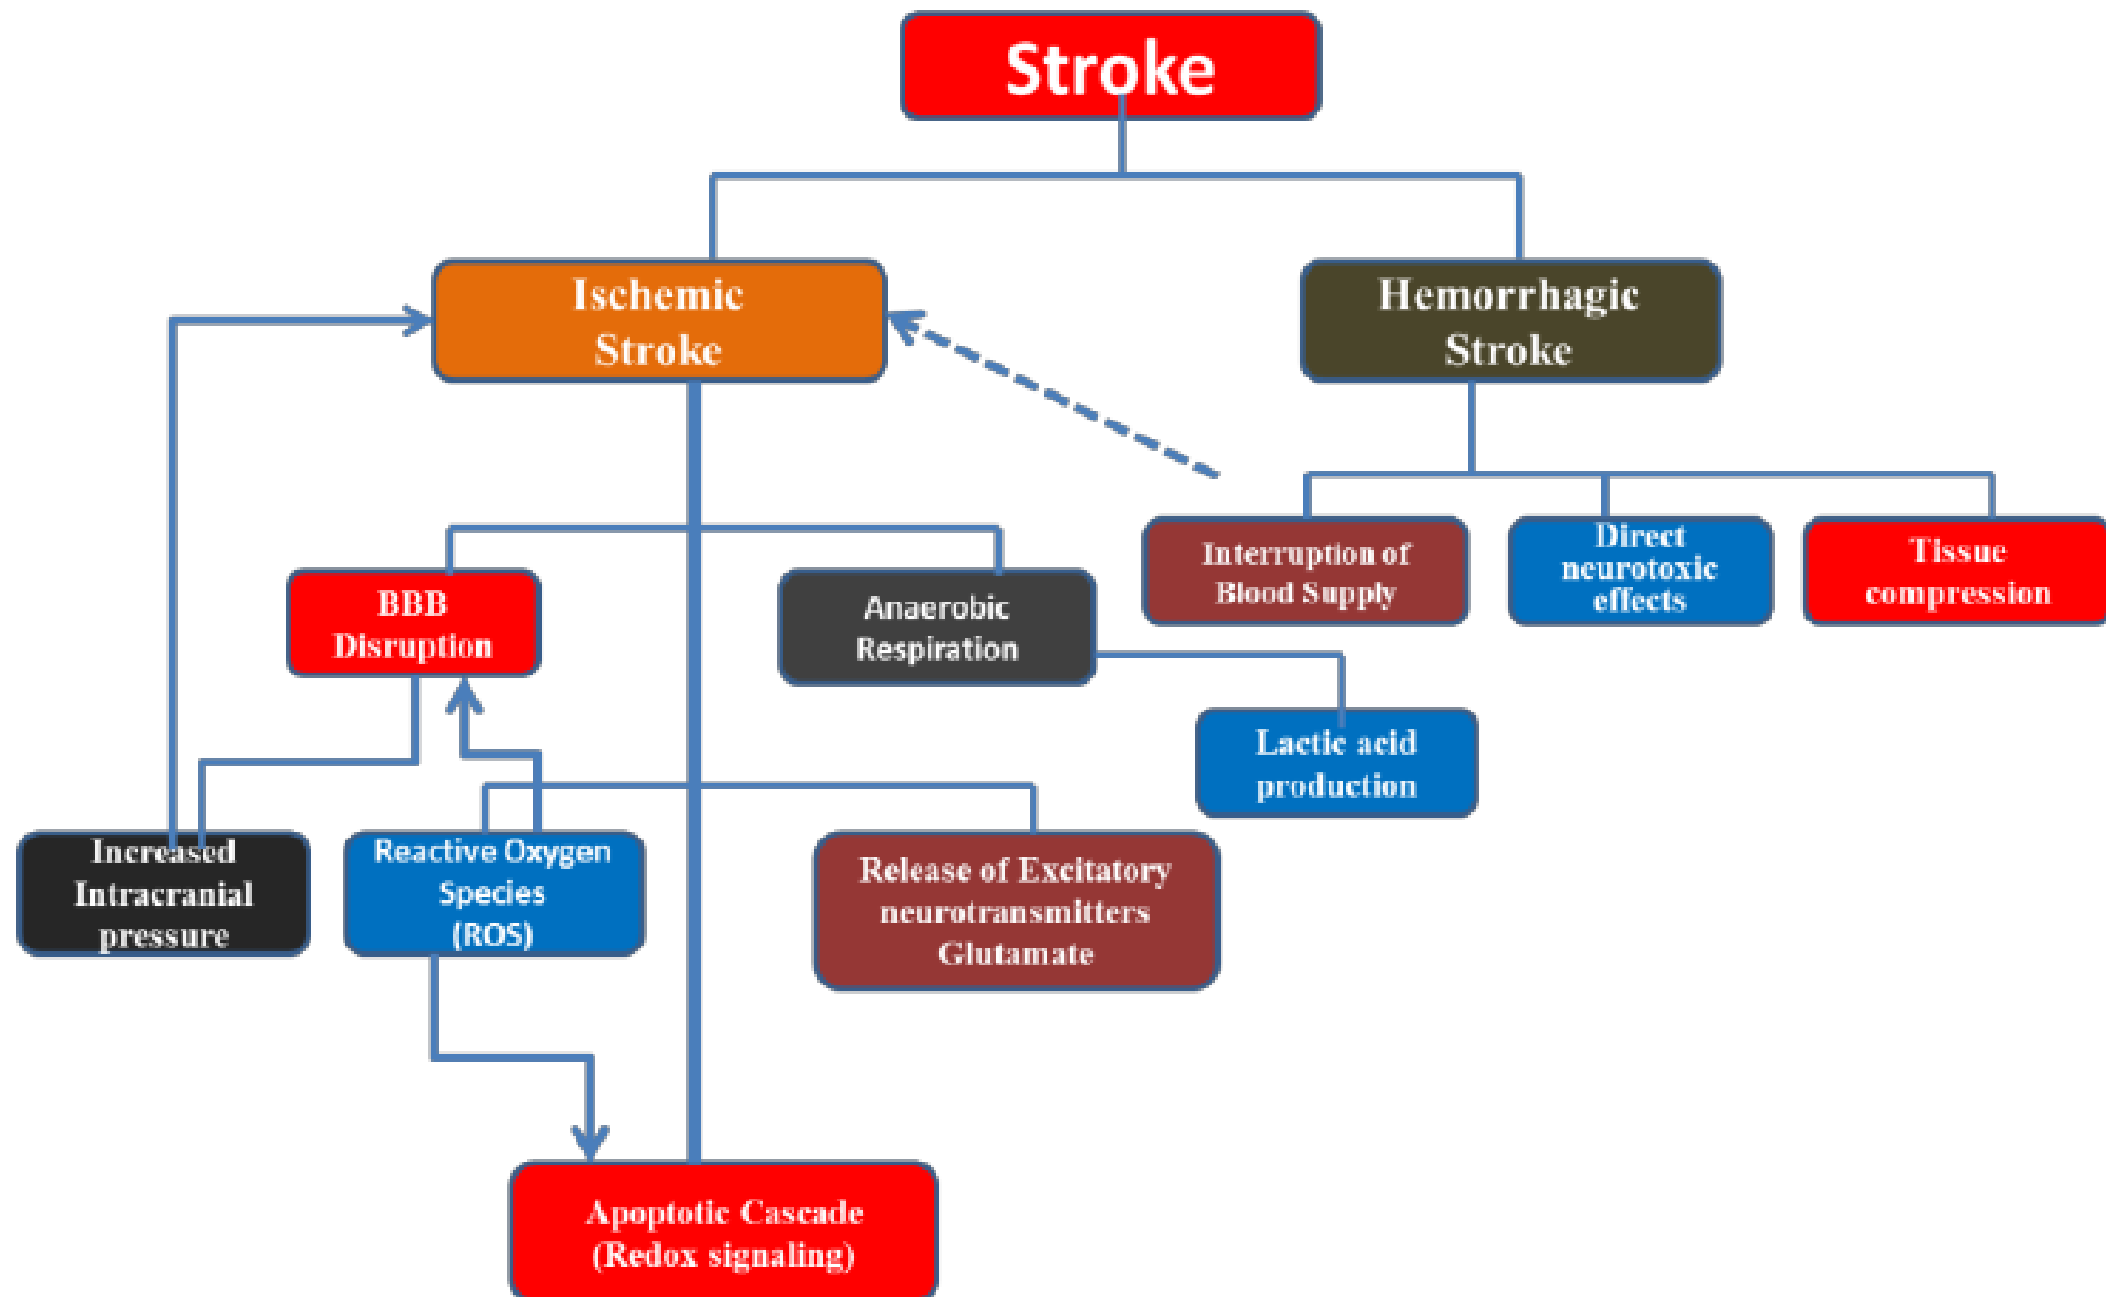 Stroke
Ischemic
Stroke
Hemorrhagic
Stroke
Interruption of
Blood Supply
Direct
neurotoxic
effects
Tissue
compression
BBB
Disruption
Anaerobic
Respiration
Lactic acid
production
Increased
Intracranial
pressure
Reactive Oxygen
Species
(ROS)
Release of Excitatory
neurotransmitters
Glutamate
Apoptotic Cascade
(Redox signaling)